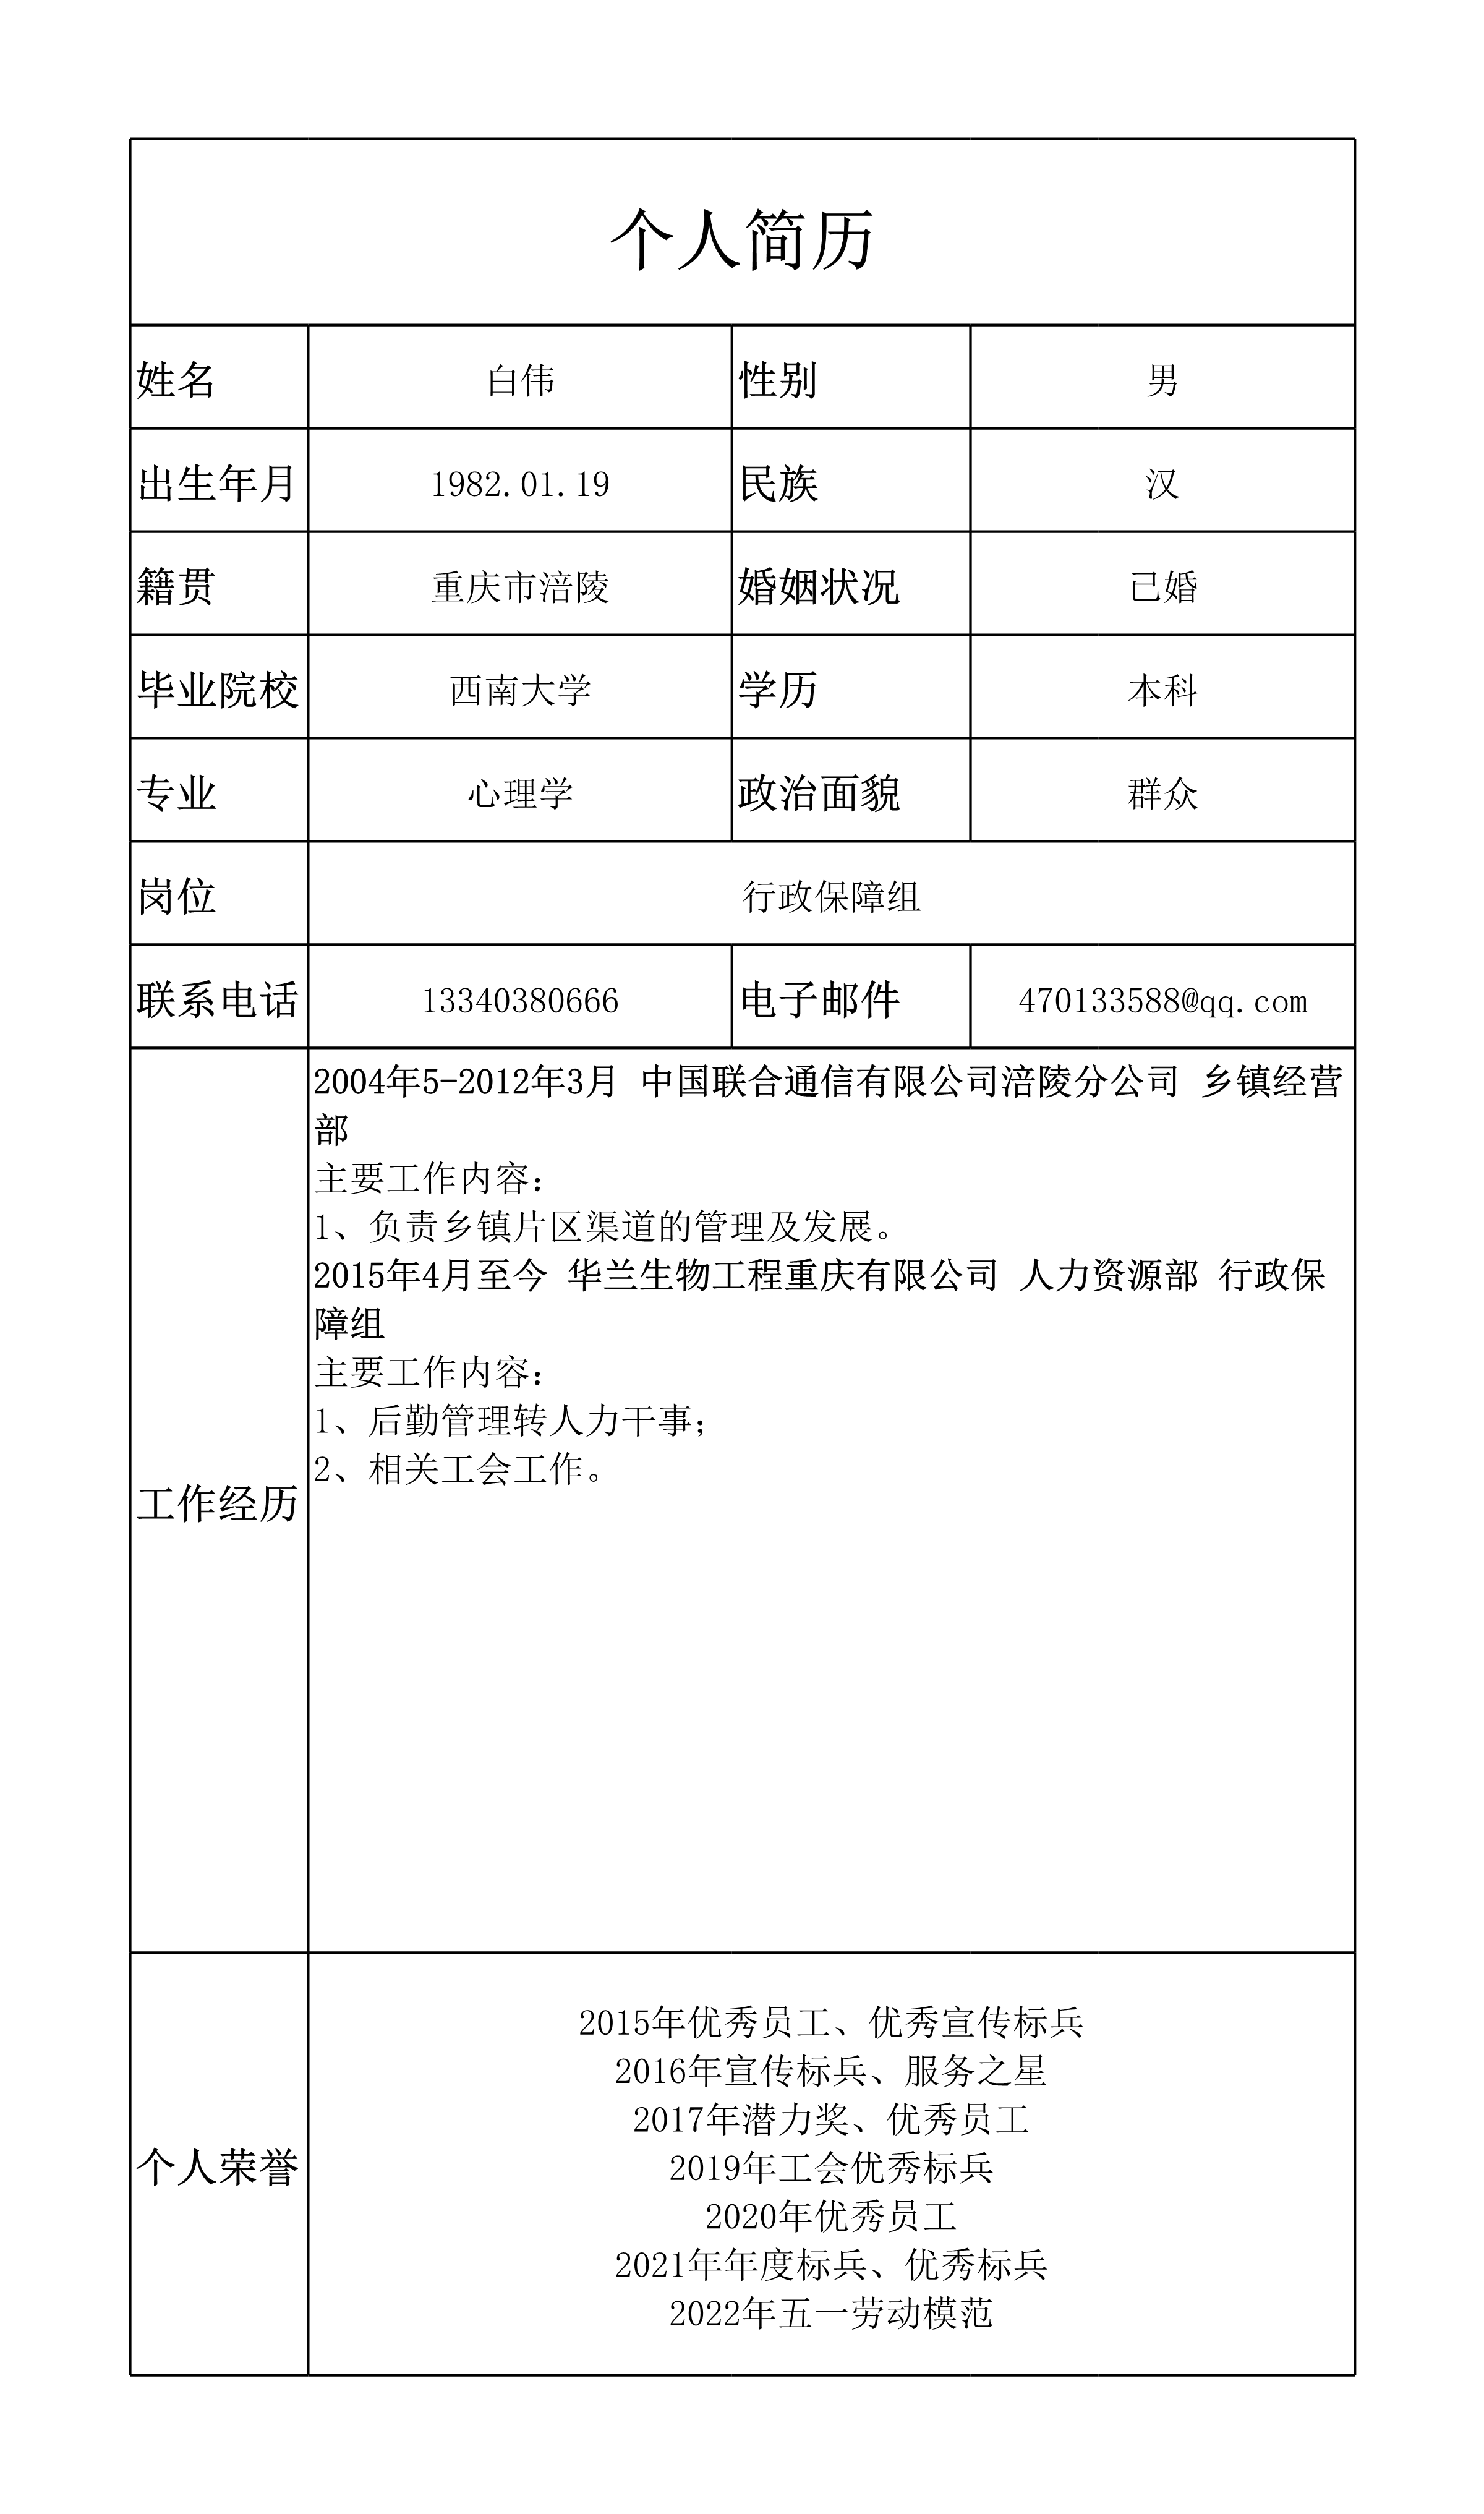 个人简历
姓名 白伟 性别 男
出生年月 1982.01.19 民族 汉
籍贯 重庆市涪陵 婚姻状况 已婚
毕业院校 西南大学 学历 本科
专业 心理学 政治面貌 群众
岗位 行政保障组
联系电话 13340380666 电子邮件 470133588@qq.com
工作经历
2004年5-2012年3月 中国联合通信有限公司涪陵分公司 乡镇经营
部
主要工作内容：
1、负责乡镇片区渠道的管理及发展。
2015年4月至今 华兰生物工程重庆有限公司 人力资源部 行政保
障组
主要工作内容：
1、后勤管理转人力干事；
2、相关工会工作。
个人荣誉
2015年优秀员工、优秀宣传标兵
2016年宣传标兵、服务之星
2017年潜力奖、优秀员工
2019年工会优秀标兵
2020年优秀员工
2021年年度标兵、优秀标兵
2022年五一劳动模范